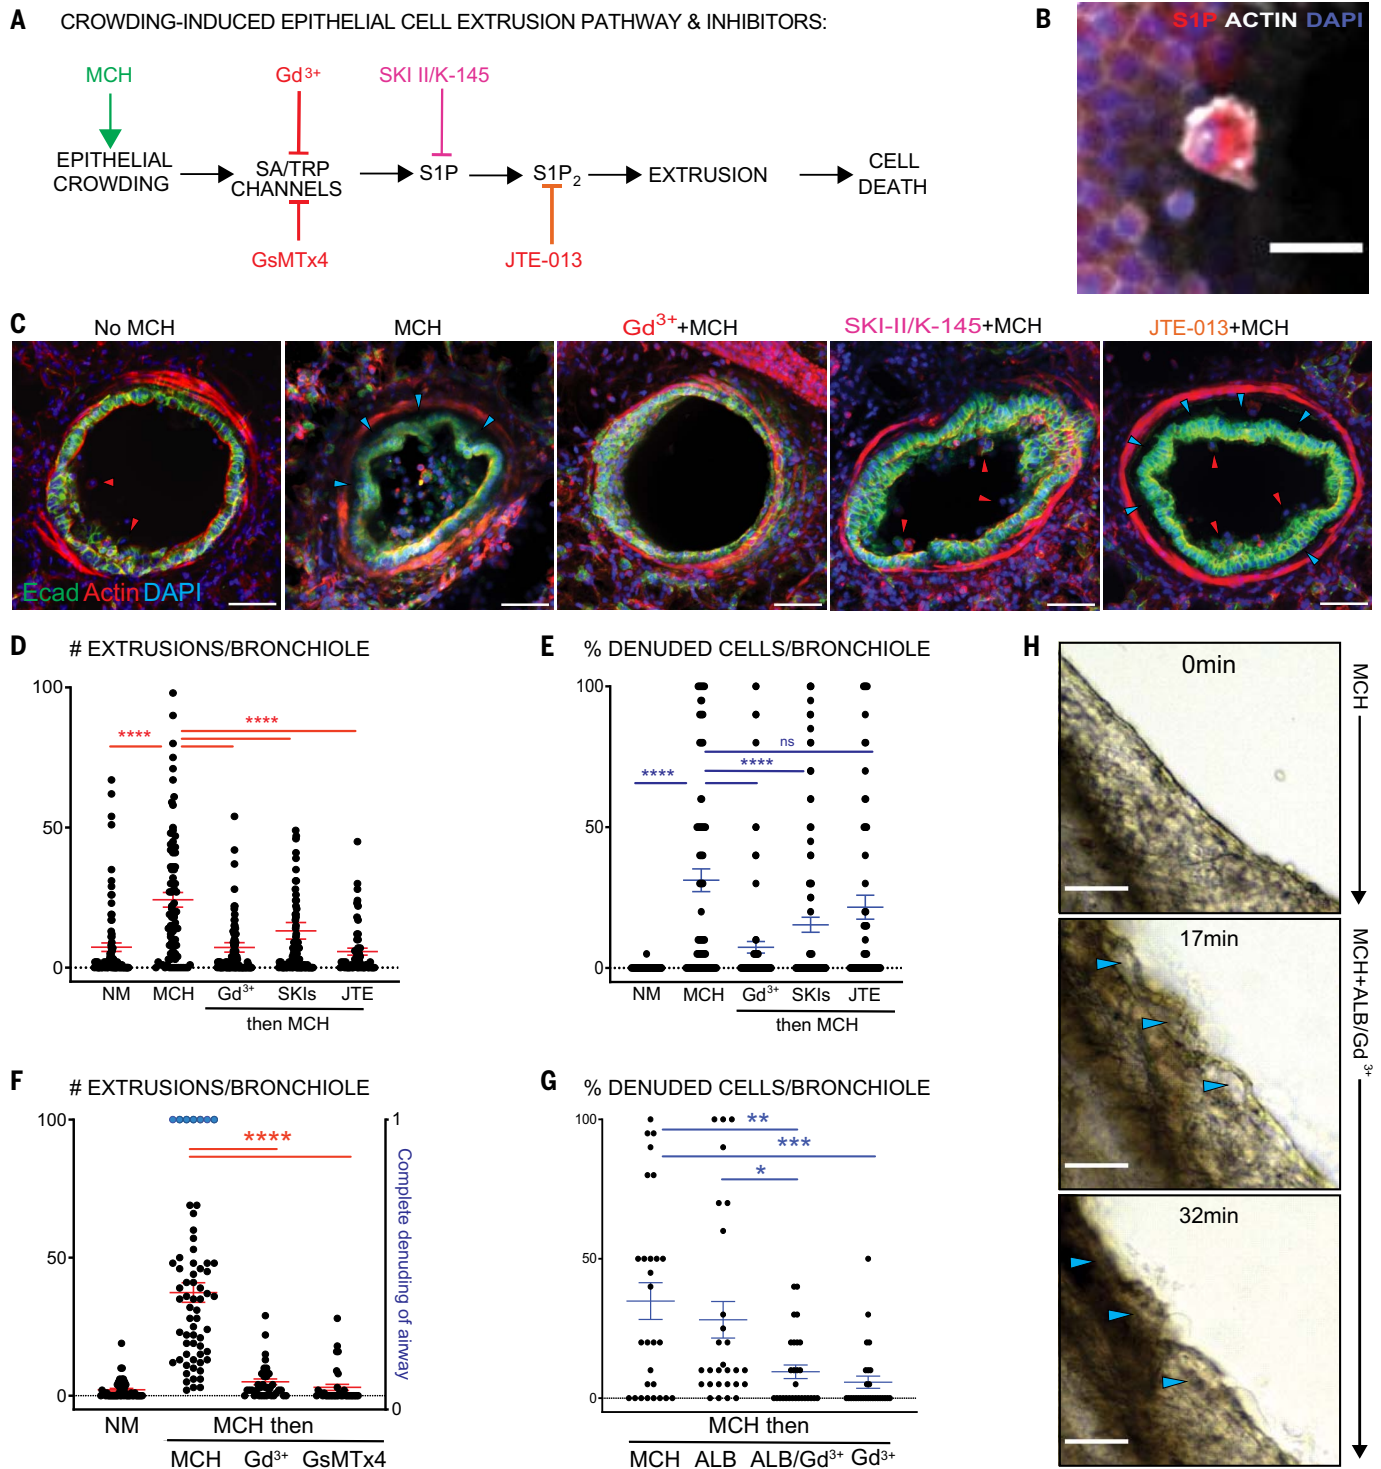 A CROWDING-INDUCED EPITHELIAL CELL EXTRUSION PATHWAY & INHIBITORS:
MCH
Gd3+
SKI II/K-145
EPITHELIAL CROWDING
SA/TRP CHANNELS
S1P
S1P2
EXTRUSION
CELL DEATH
GsMTx4
JTE-013
B
S1P ACTIN DAPI
C
No MCH
MCH
Gd3++MCH
SKI-II/K-145+MCH
JTE-013+MCH
Ecad Actin DAPI
D # EXTRUSIONS/BRONCHIOLE
100
50
0
****
****
NM MCH Gd3+ SKIs JTE
then MCH
E % DENUDED CELLS/BRONCHIOLE
100
50
0
****
****
ns
NM MCH Gd3+ SKIs JTE
then MCH
F # EXTRUSIONS/BRONCHIOLE
100
50
0
****
1
0
Complete denuding of airway
NM
MCH then
MCH Gd3+ GsMTx4
G % DENUDED CELLS/BRONCHIOLE
100
50
0
**
***
*
MCH then
MCH ALB ALB/Gd3+ Gd3+
H
0min
17min
32min
MCH
MCH+ALB/Gd3+